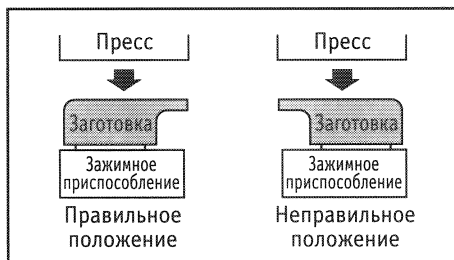 Пресс
Заготовка
Зажимное
приспособление
Правильное
положение
Пресс
Заготовка
Зажимное
приспособление
Неправильное
положение